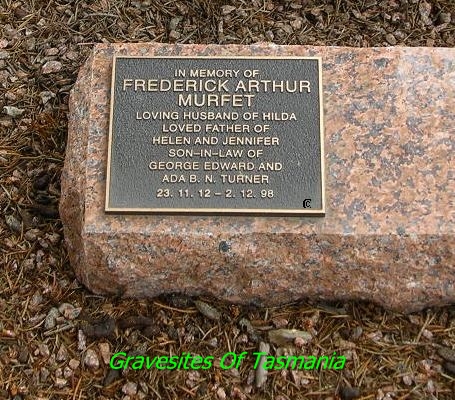 IN MEMORY OF
FREDERICK ARTHUR
MURFET
LOVING HUSBAND OF HILDA
LOVED FATHER OF
HELEN AND JENNIFER
SON–IN–LAW OF
GEORGE EDWARD AND
ADA B. N. TURNER
23. 11. 12 – 2. 12. 98
Gravesites Of Tasmania